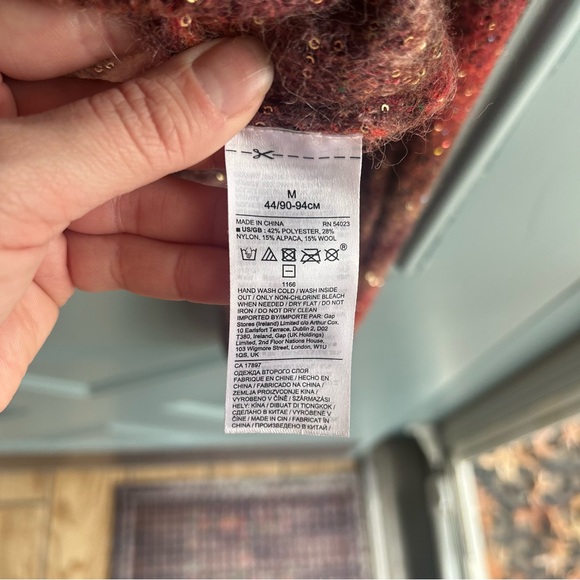 M
44/90-94СМ
MADE IN CHINA RN 54023
■ US/GB : 42% POLYESTER, 28%
NYLON, 15% ALPACA, 15% WOOL
®
1166
HAND WASH COLD / WASH INSIDE
OUT / ONLY NON-CHLORINE BLEACH
WHEN NEEDED / DRY FLAT / DO NOT
IRON / DO NOT DRY CLEAN
IMPORTED BY/IMPORTE PAR: Gap
Stores (Ireland) Limited c/o Arthur Cox,
10 Earlsfort Terrace, Dublin 2, D02
T380, Ireland, Gap (UK Holdings)
Limited, 2nd Floor Nations House,
103 Wigmore Street, London, W1U
1QS, UK
CA 17897
ОДЕЖДА ВТОРОГО СЛОЯ
FABRIQUE EN CHINE / HECHO EN
CHINA / FABRICADO NA CHINA /
ZEMLJA PROIZVODNJE KINA /
VYROBENO V ČÍNĚ / SZÁRMAZÁSI
HELY: KÍNA / DIBUAT DI TIONGKOK /
СДЕЛАНО В КИТАЕ / VYROBENÉ V
ČÍNE / MADE IN CIN / FABRICAT ÎN
CHINA / ПРОИЗВЕДЕНО В КИТАЙ /